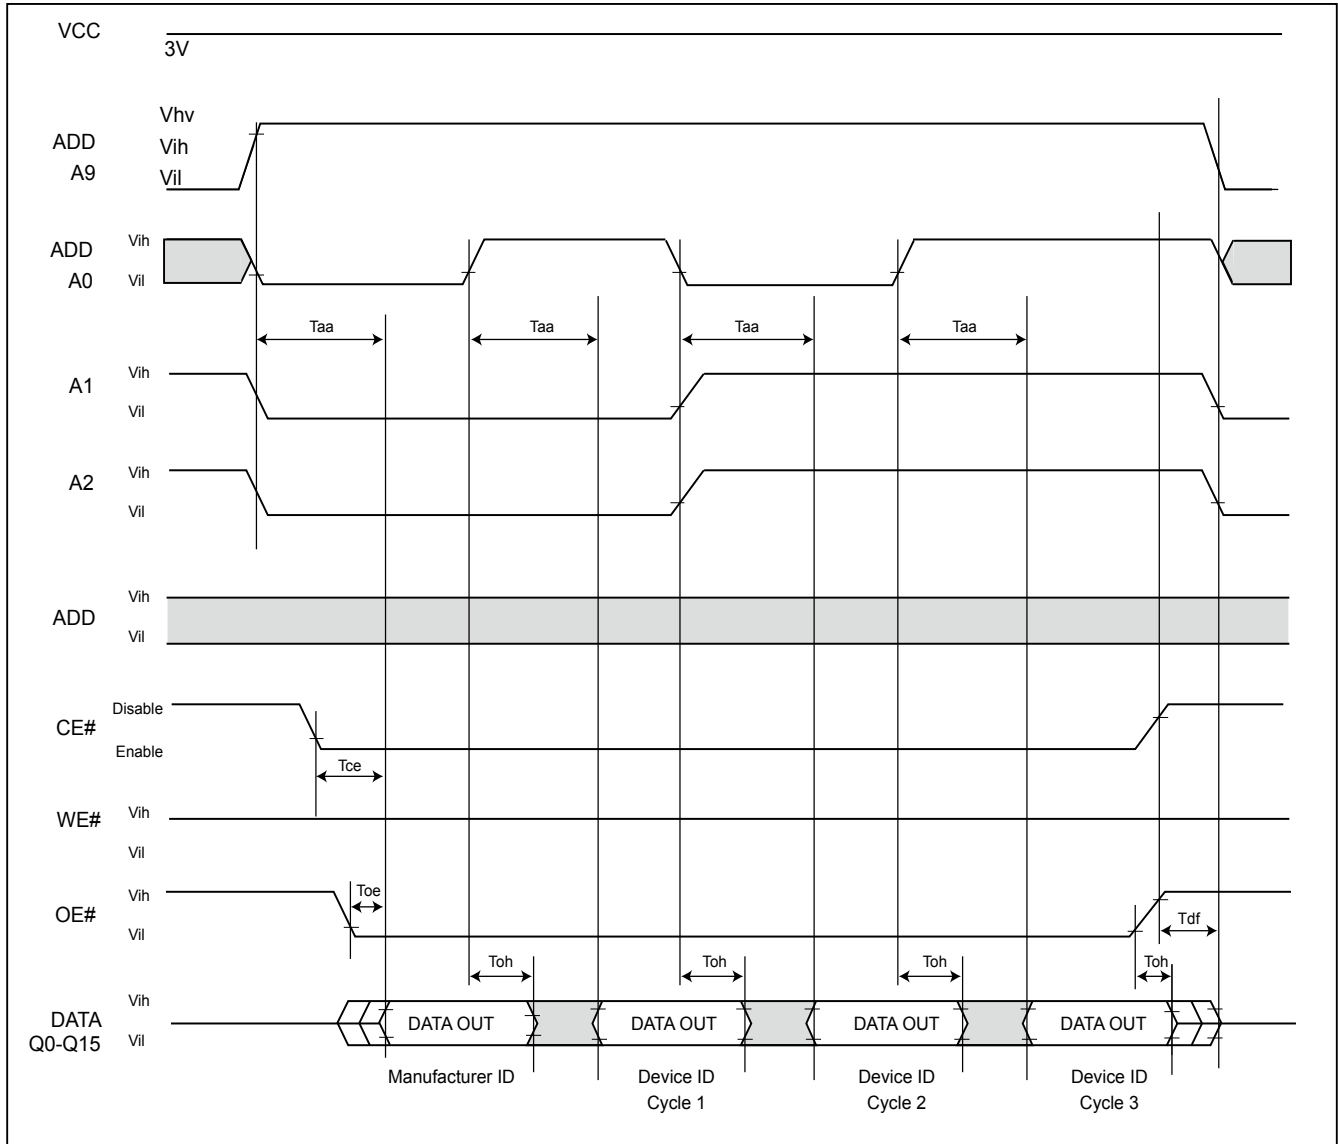 VCC
3V
Vhv
ADD
Vih
A9
Vil
ADD
Vih
A0
Vil
Taa
Taa
Taa
Taa
A1
Vih
Vil
A2
Vih
Vil
ADD
Vih
Vil
CE#
Disable
Enable
Tce
WE#
Vih
Vil
OE#
Vih
Vil
Toe
Tdf
Toh
Toh
Toh
Toh
DATA
Q0-Q15
Vih
Vil
DATA OUT
DATA OUT
DATA OUT
DATA OUT
Manufacturer ID
Device ID
Cycle 1
Device ID
Cycle 2
Device ID
Cycle 3